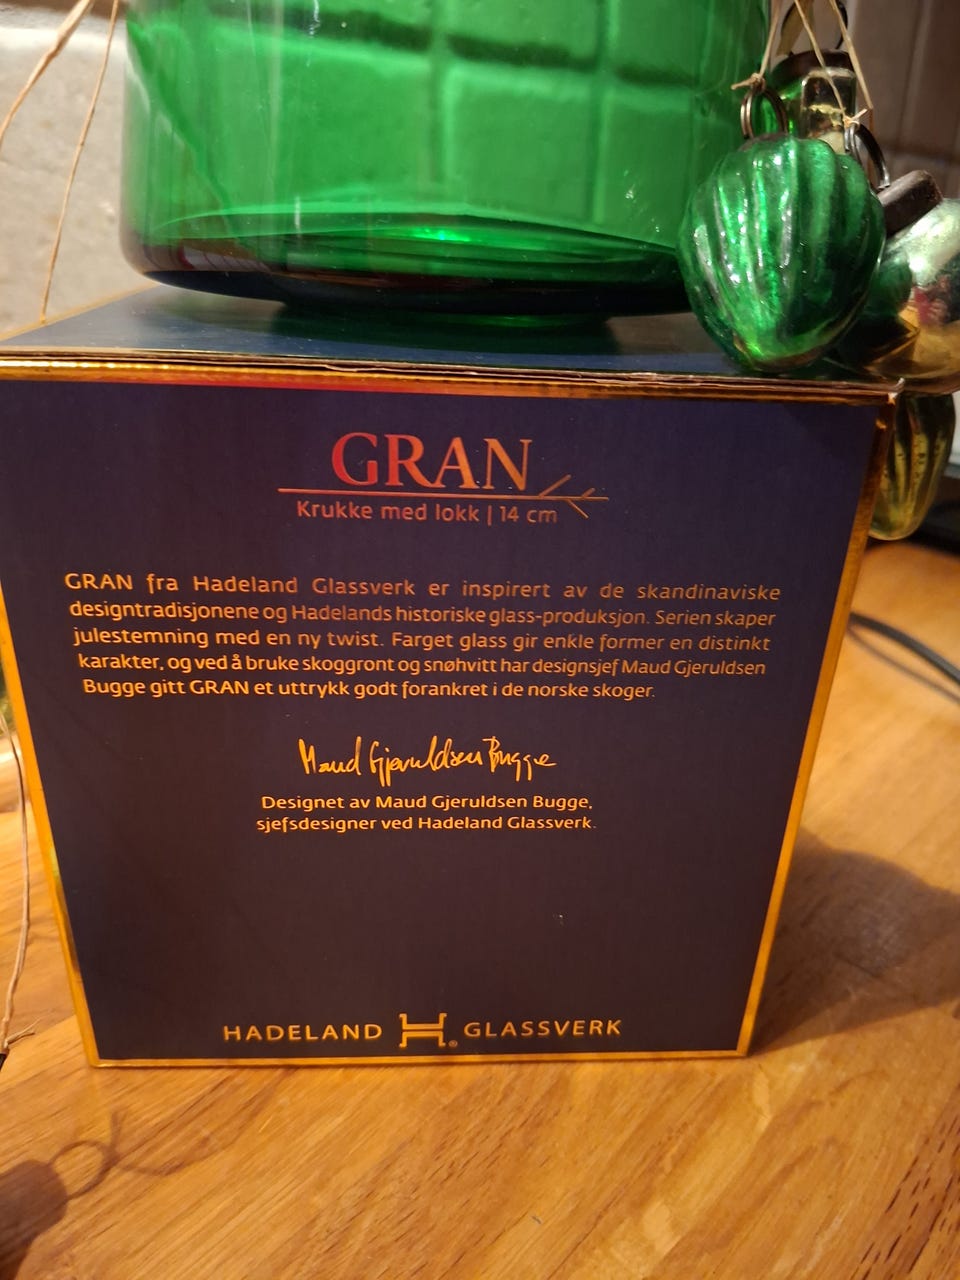 GRAN
Krukke med lokk | 14 cm
GRAN fra Hadeland Glassverk er inspirert av de skandinaviske
designtradisjonene og Hadelands historiske glass-produksjon. Serien skaper
julestemning med en ny twist. Farget glass gir enkle former en distinkt
karakter, og ved å bruke skoggrønt og snøhvitt har designsjef Maud Gjeruldsen
Bugge gitt GRAN et uttrykk godt forankret i de norske skoger.
Maud Gjeruldsen Bugge
Designet av Maud Gjeruldsen Bugge,
sjefsdesigner ved Hadeland Glassverk.
HADELAND H® GLASSVERK